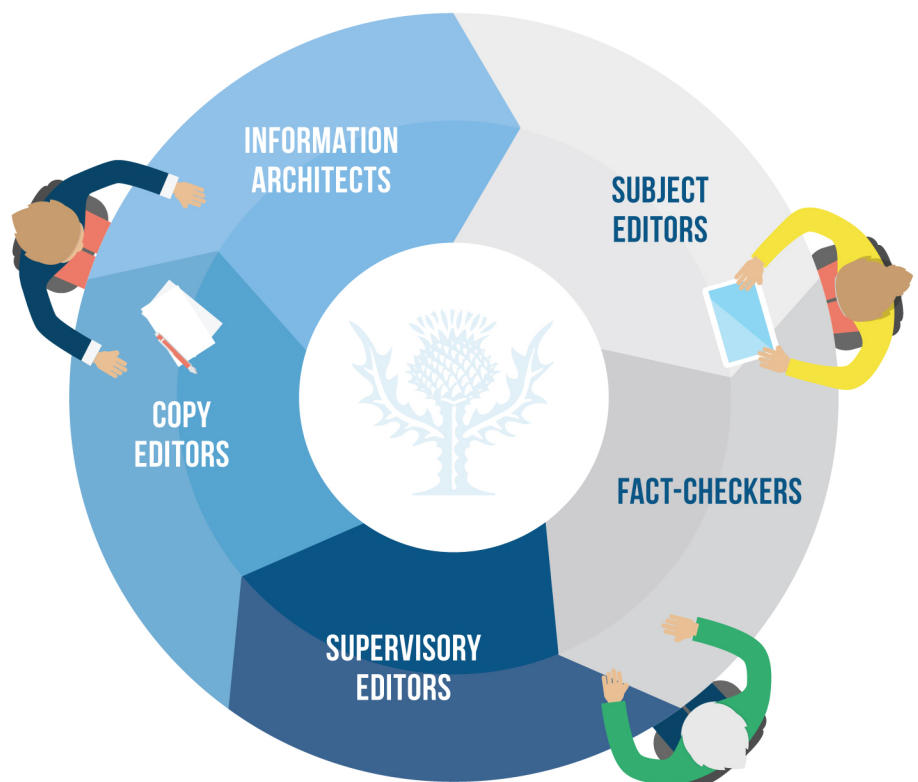 INFORMATION
ARCHITECTS
SUBJECT
EDITORS
COPY
EDITORS
FACT-CHECKERS
SUPERVISORY
EDITORS